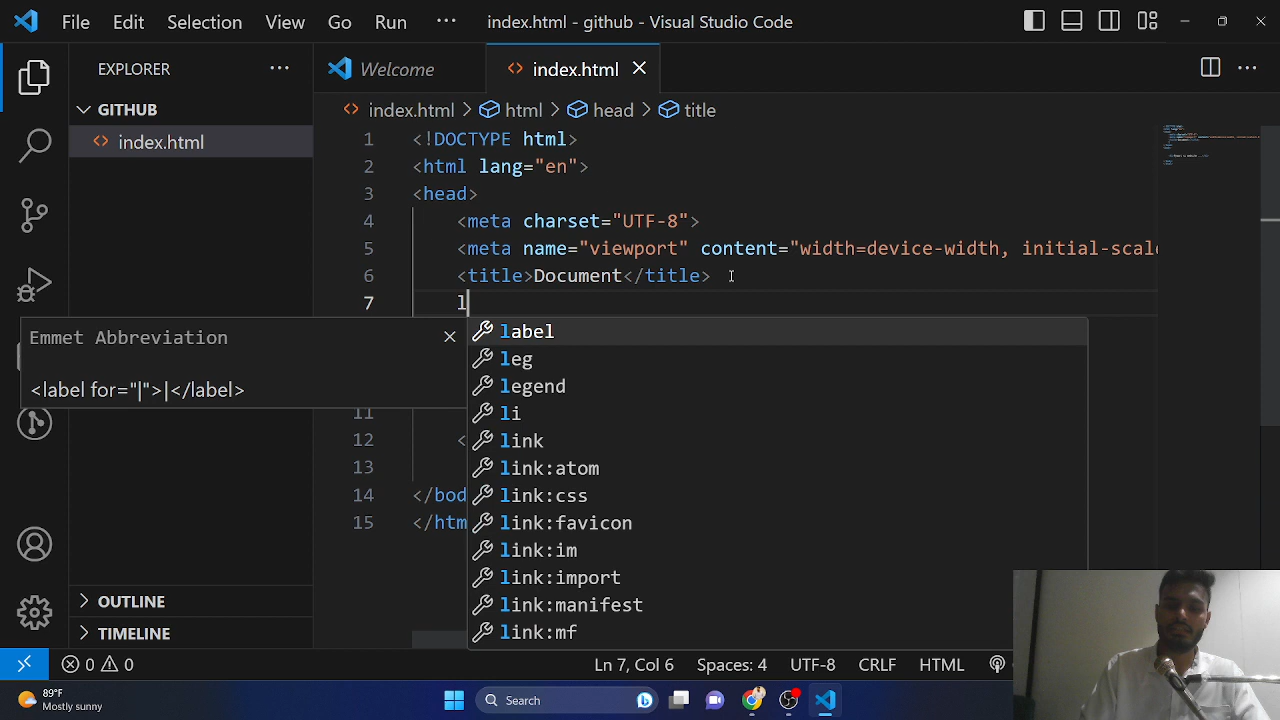 File Edit Selection View Go Run ··· index.html - github - Visual Studio Code
EXPLORER ···
GITHUB
index.html
OUTLINE
TIMELINE
Welcome
index.html
index.html > html > head > title
1 <!DOCTYPE html>
2 <html lang="en">
3 <head>
4 <meta charset="UTF-8">
5 <meta name="viewport" content="width=device-width, initial-scale
6 <title>Document</title>
7 l
Emmet Abbreviation
<label for="|">|</label>
label
leg
legend
li
link
link:atom
link:css
link:favicon
link:im
link:import
link:manifest
link:mf
11
12 <
13
14 </bod
15 </htm
0 0 Ln 7, Col 6 Spaces: 4 UTF-8 CRLF HTML
89°F
Mostly sunny
Search